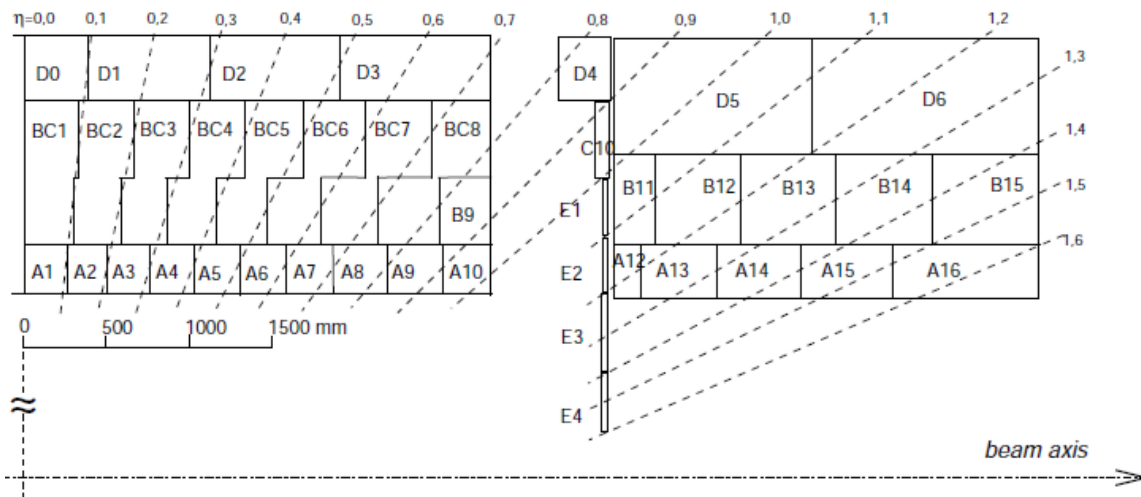 η=0,0 0,1 0,2 0,3 0,4 0,5 0,6 0,7 0,8 0,9 1,0 1,1 1,2
1,3
D0 D1 D2 D3 D4 D5 D6
BC1 BC2 BC3 BC4 BC5 BC6 BC7 BC8 C10
1,4
B11 B12 B13 B14 B15
1,5
B9 E1
1,6
A1 A2 A3 A4 A5 A6 A7 A8 A9 A10 E2 A12 A13 A14 A15 A16
0 500 1000 1500 mm
E3
E4
beam axis